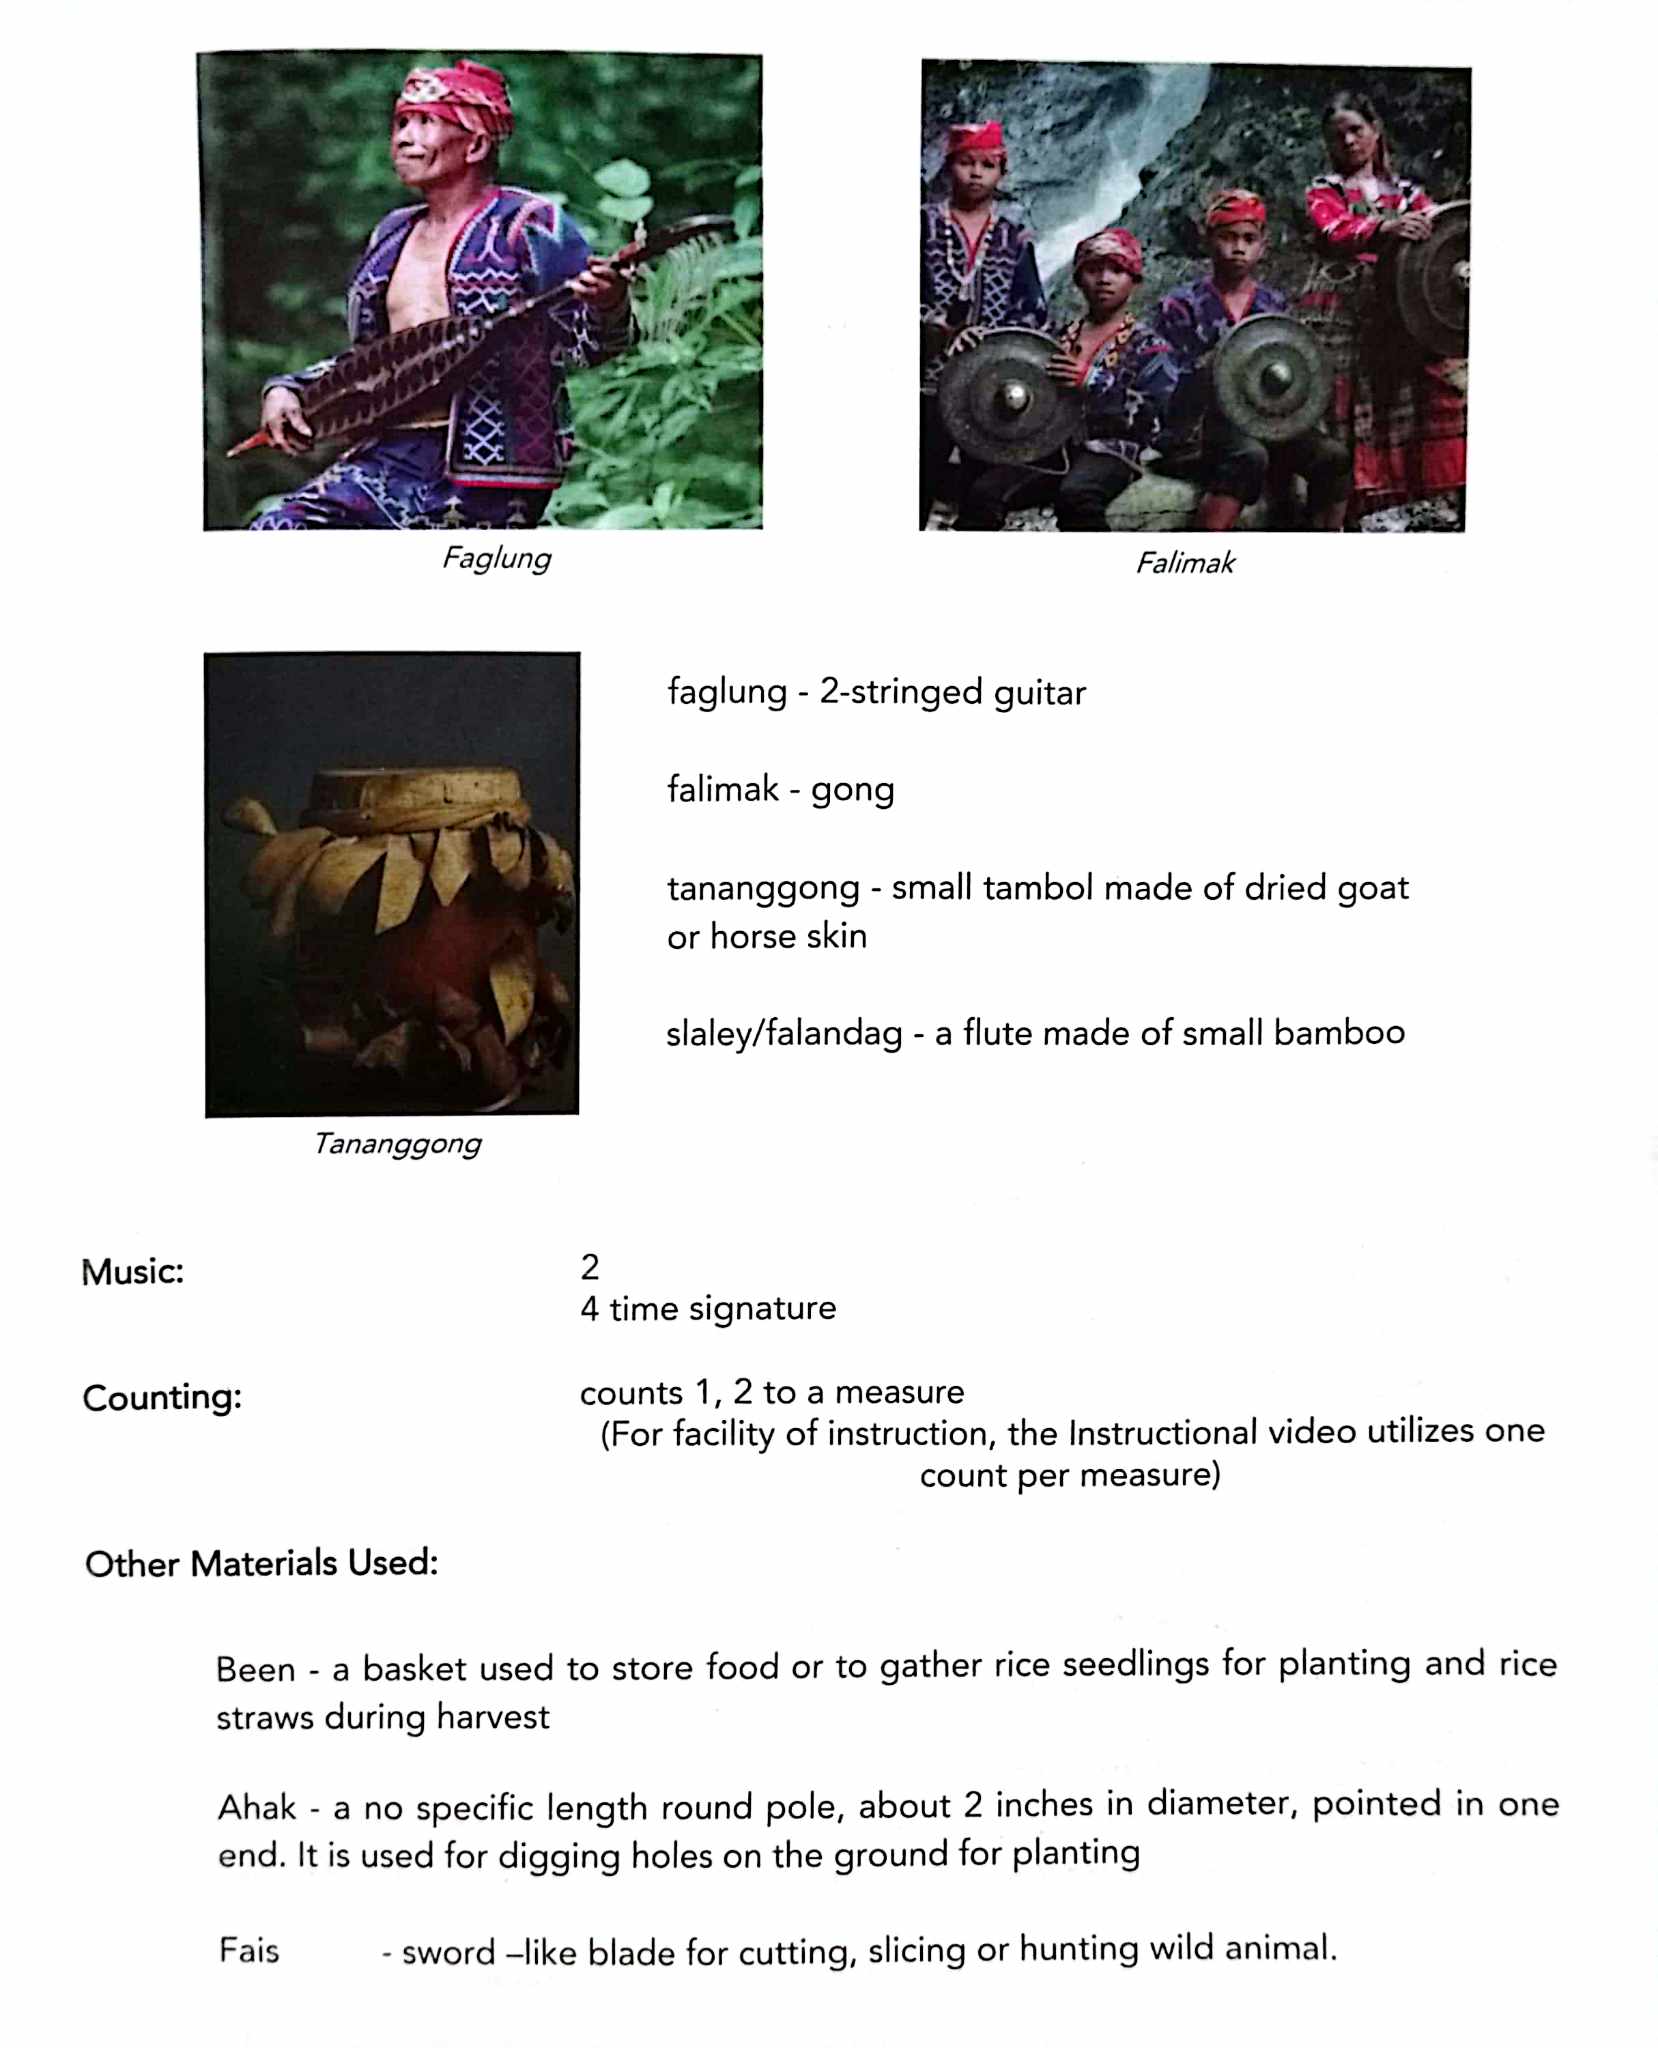 Faglung
Falimak
faglung - 2-stringed guitar
falimak - gong
tananggong - small tambol made of dried goat
or horse skin
slaley/falandag - a flute made of small bamboo
Tananggong
Music:
2
4 time signature
Counting:
counts 1, 2 to a measure
(For facility of instruction, the Instructional video utilizes one
count per measure)
Other Materials Used:
Been - a basket used to store food or to gather rice seedlings for planting and rice
straws during harvest
Ahak - a no specific length round pole, about 2 inches in diameter, pointed in one
end. It is used for digging holes on the ground for planting
Fais - sword –like blade for cutting, slicing or hunting wild animal.